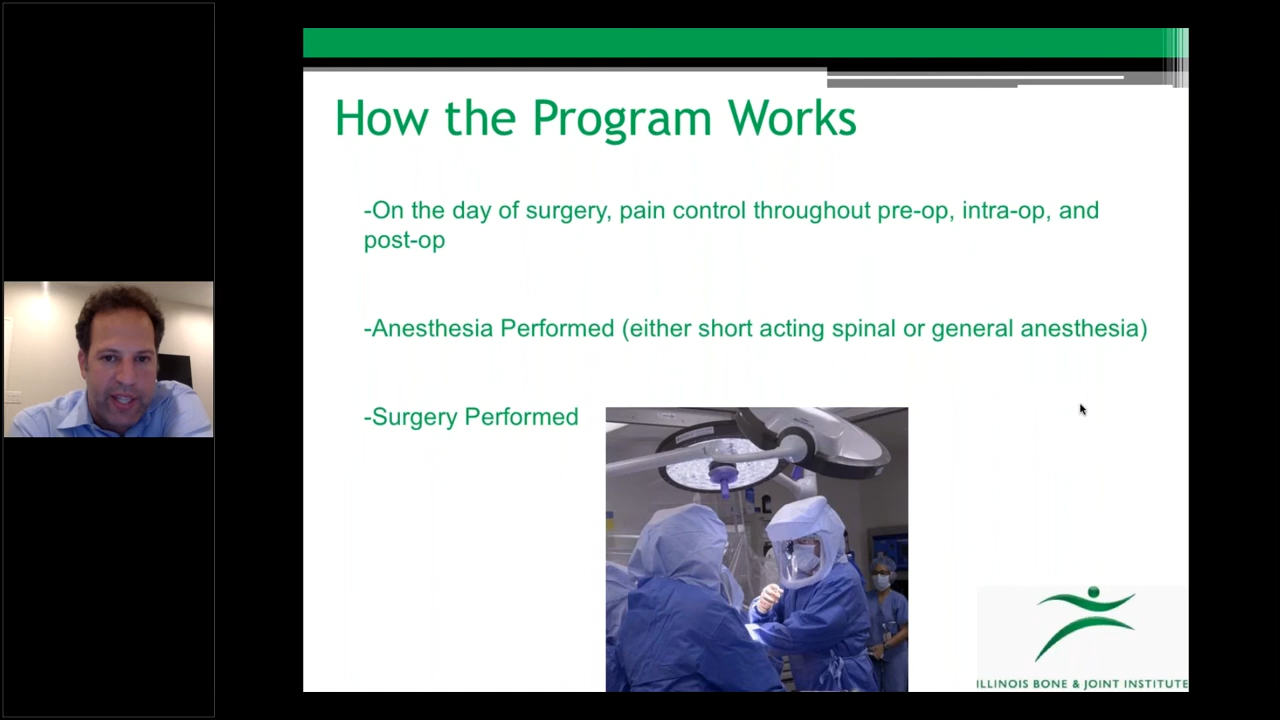 How the Program Works
-On the day of surgery, pain control throughout pre-op, intra-op, and
post-op
-Anesthesia Performed (either short acting spinal or general anesthesia)
-Surgery Performed
ILLINOIS BONE & JOINT INSTITUTE